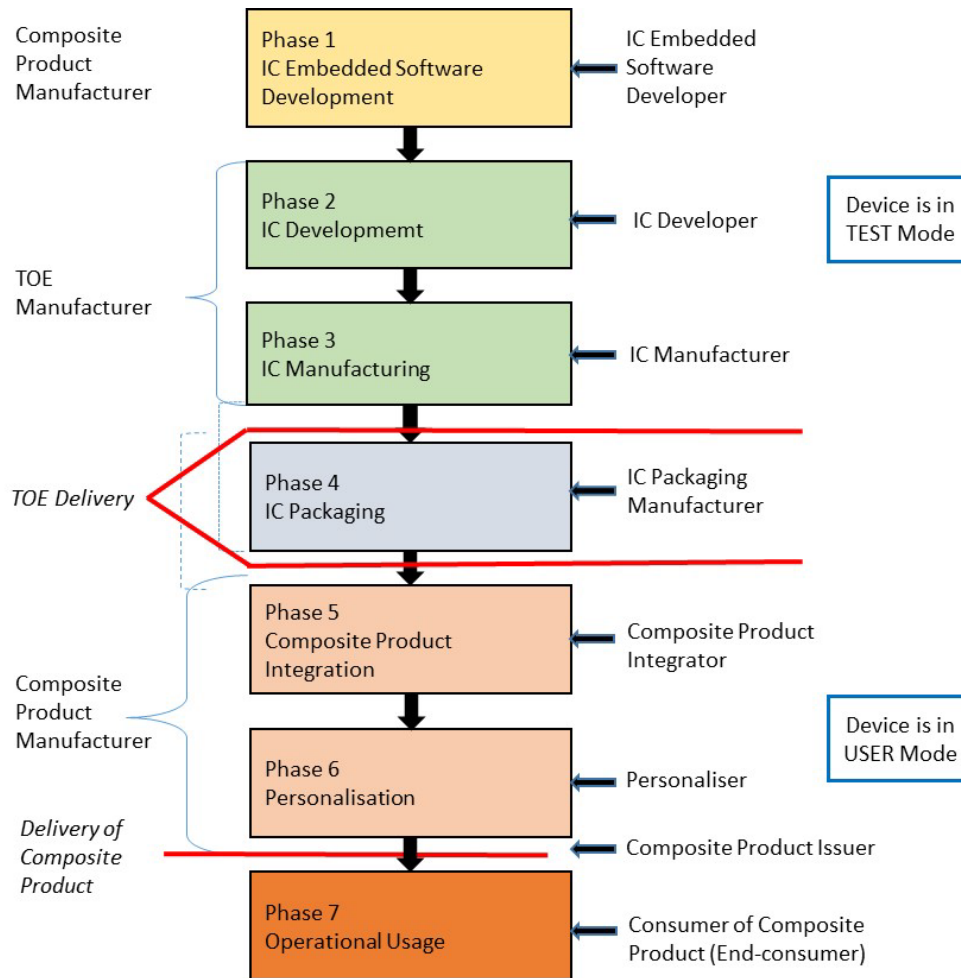 Composite
Product
Manufacturer
Phase 1
IC Embedded Software
Development
IC Embedded
Software
Developer
Phase 2
IC Developmemt
IC Developer
Device is in
TEST Mode
TOE
Manufacturer
Phase 3
IC Manufacturing
IC Manufacturer
TOE Delivery
Phase 4
IC Packaging
IC Packaging
Manufacturer
Phase 5
Composite Product
Integration
Composite Product
Integrator
Composite
Product
Manufacturer
Device is in
USER Mode
Phase 6
Personalisation
Personaliser
Delivery of
Composite
Product
Composite Product Issuer
Phase 7
Operational Usage
Consumer of Composite
Product (End-consumer)